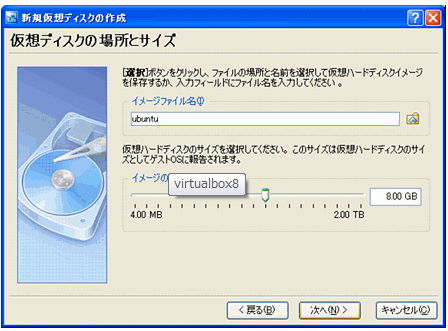 新規仮想ディスクの作成
仮想ディスクの場所とサイズ
[選択]ボタンをクリックし、ファイルの場所と名前を選択して仮想ハードディスクイメージ
を保存するか、入力フィールドにファイル名を入力してください 。
イメージファイル名(I)
ubuntu
仮想ハードディスクのサイズを選択してください。このサイズは仮想ハードディスクのサイ
ズとしてゲストOSに報告されます。
イメージの
virtualbox8
8.00 GB
4.00 MB
2.00 TB
< 戻る(B)
次へ(N) >
キャンセル(C)